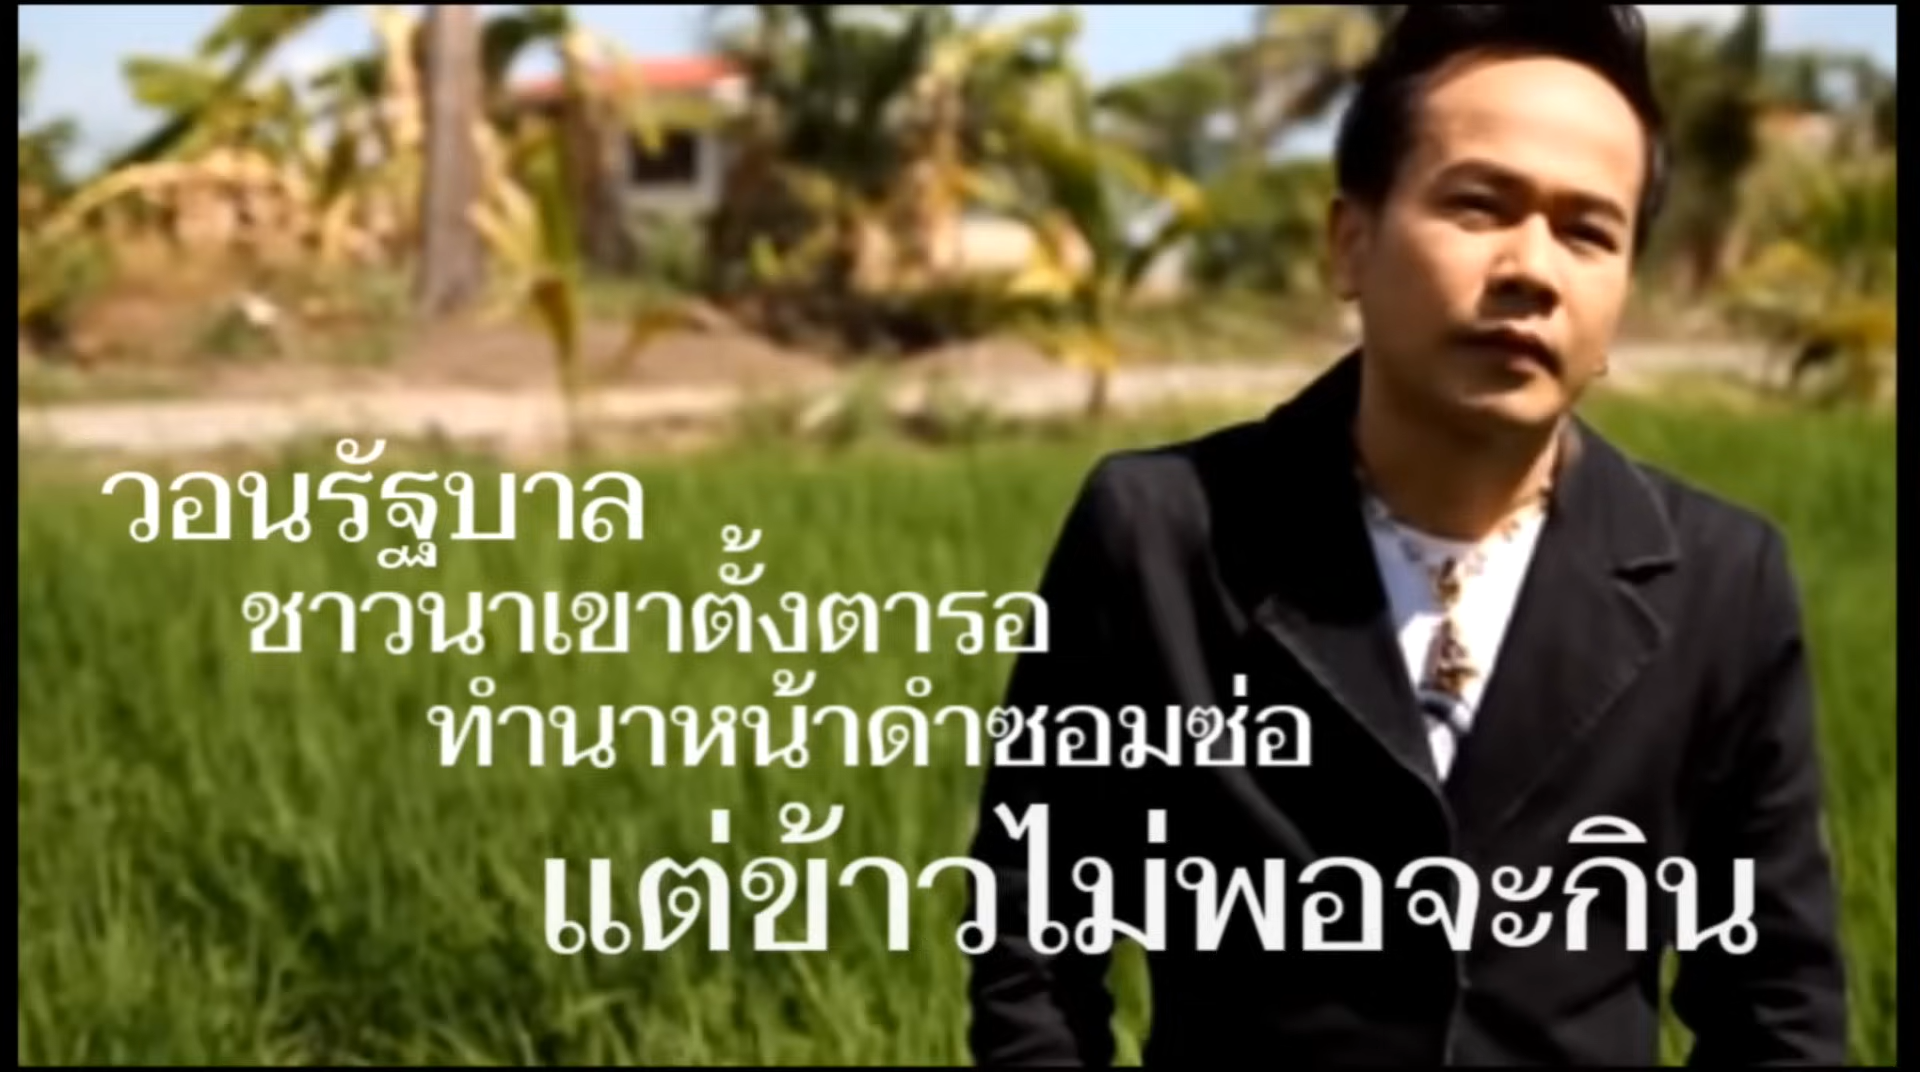 วอนรัฐบาล
ชาวนาเขาตั้งตารอ
ทำนาหน้าดำซอมซ่อ
แต่ข้าวไม่พอจะกิน